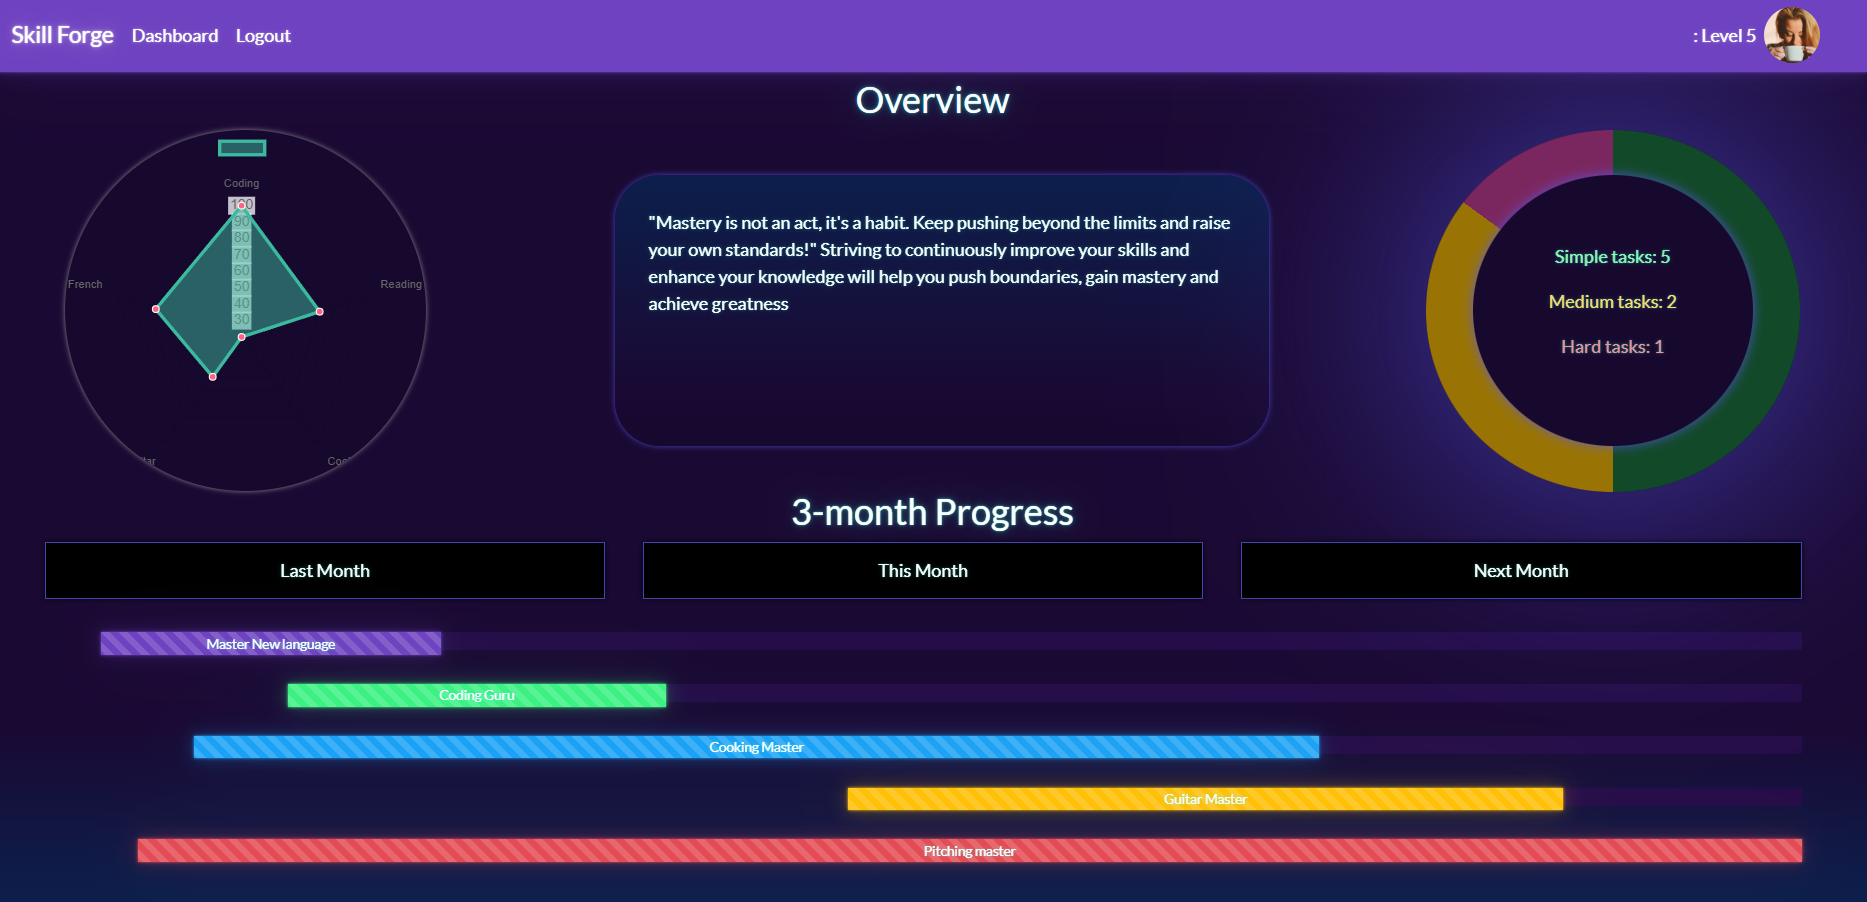 Skill Forge Dashboard Logout : Level 5
Overview
Coding
100
90
80
70
60
50
40
30
French
Reading
"Mastery is not an act, it's a habit. Keep pushing beyond the limits and raise
your own standards!" Striving to continuously improve your skills and
enhance your knowledge will help you push boundaries, gain mastery and
achieve greatness
Simple tasks: 5
Medium tasks: 2
Hard tasks: 1
3-month Progress
Last Month
This Month
Next Month
Master New language
Coding Guru
Cooking Master
Guitar Master
Pitching master